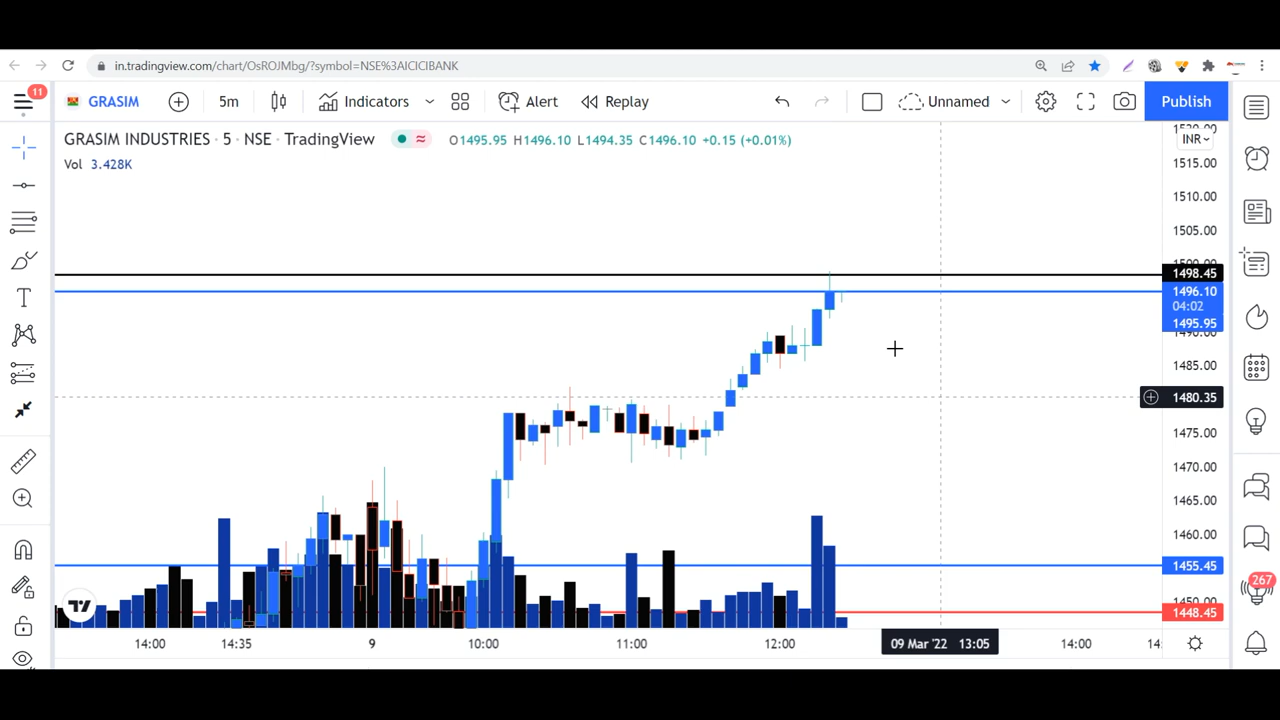 in.tradingview.com/chart/OsROJMbg/?symbol=NSE%3AICICIBANK
11
GRASIM
5m
Indicators
Alert
Replay
Unnamed
Publish
GRASIM INDUSTRIES · 5 · NSE · TradingView
O1495.95 H1496.10 L1494.35 C1496.10 +0.15 (+0.01%)
Vol 3.428K
INR
1515.00
1510.00
1505.00
1498.45
1496.10
04:02
1495.95
1485.00
1480.35
1475.00
1470.00
1465.00
1460.00
1455.45
1448.45
267
14:00
14:35
9
10:00
11:00
12:00
09 Mar '22 13:05
14:00